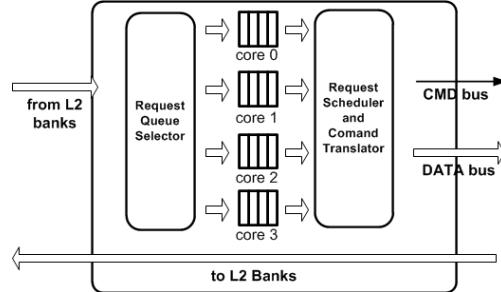 from L2
banks
Request
Queue
Selector
core 0
core 1
core 2
core 3
Request
Scheduler
and
Comand
Translator
CMD bus
DATA bus
to L2 Banks